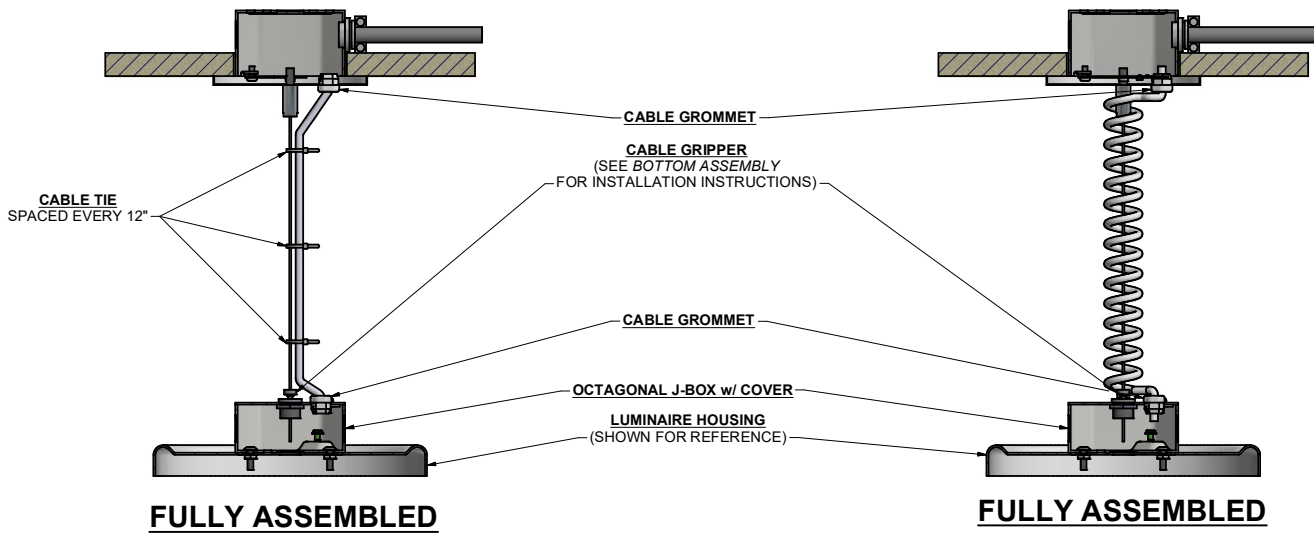 CABLE GROMMET
CABLE GRIPPER
(SEE BOTTOM ASSEMBLY
FOR INSTALLATION INSTRUCTIONS)
CABLE TIE
SPACED EVERY 12"
CABLE GROMMET
OCTAGONAL J-BOX w/ COVER
LUMINAIRE HOUSING
(SHOWN FOR REFERENCE)
FULLY ASSEMBLED
FULLY ASSEMBLED